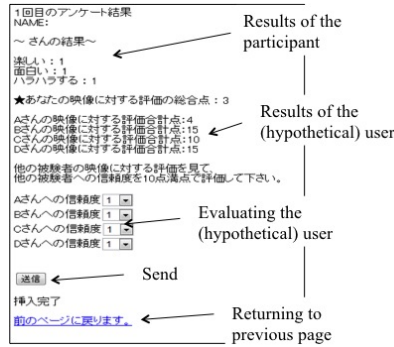 1回目のアンケート結果
NAME:
～ さんの結果～
楽しい：1
面白い：1
ハラハラする：1
★あなたの映像に対する評価の総合点：3
Aさんの映像に対する評価合計点:4
Bさんの映像に対する評価合計点:15
Cさんの映像に対する評価合計点:10
Dさんの映像に対する評価合計点:15
他の被験者の映像に対する評価を見て、
他の被験者への信頼度を10点満点で評価して下さい。
Aさんへの信頼度 1
Bさんへの信頼度 1
Cさんへの信頼度 1
Dさんへの信頼度 1
送信
挿入完了
前のページに戻ります。
Results of the
participant
Results of the
(hypothetical) user
Evaluating the
(hypothetical) user
Send
Returning to
previous page